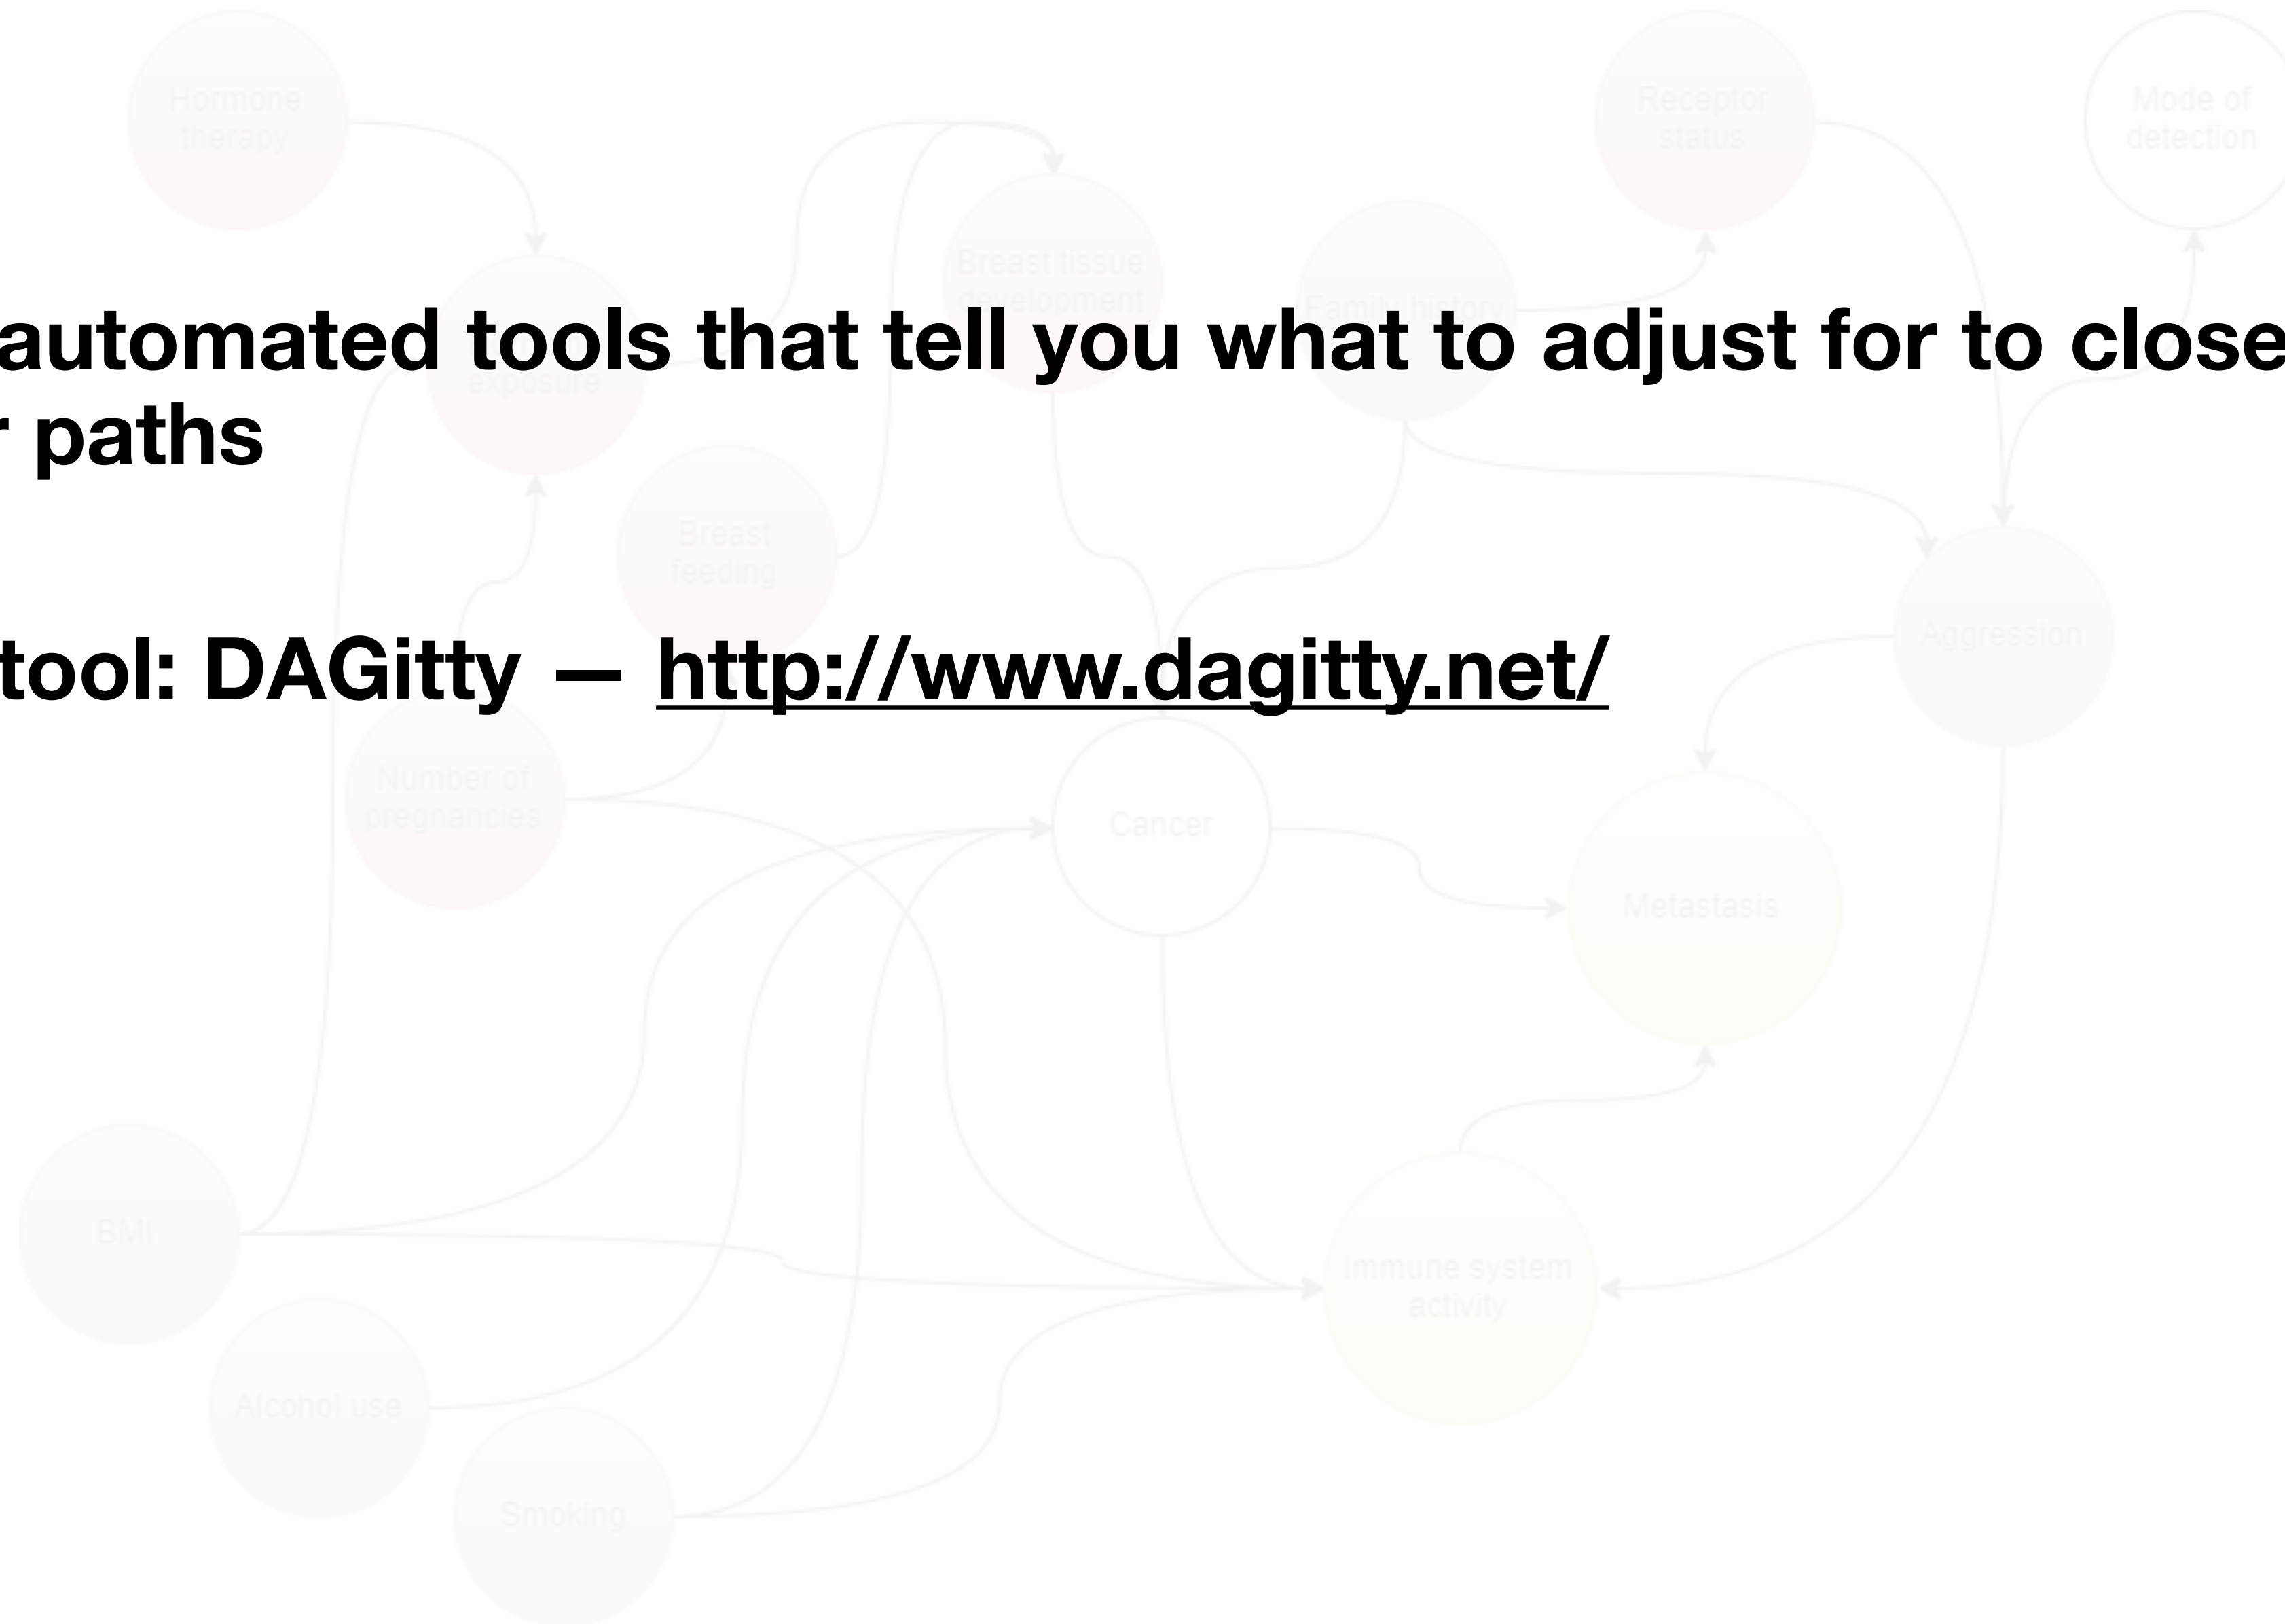 Hormone
therapy
Receptor
status
Mode of
detection
Breast tissue
development
Family history
automated tools that tell you what to adjust for to close
exposure
r paths
Breast
feeding
tool: DAGitty — http://www.dagitty.net/
Aggression
Number of
pregnancies
Cancer
Metastasis
BMI
Immune system
activity
Alcohol use
Smoking